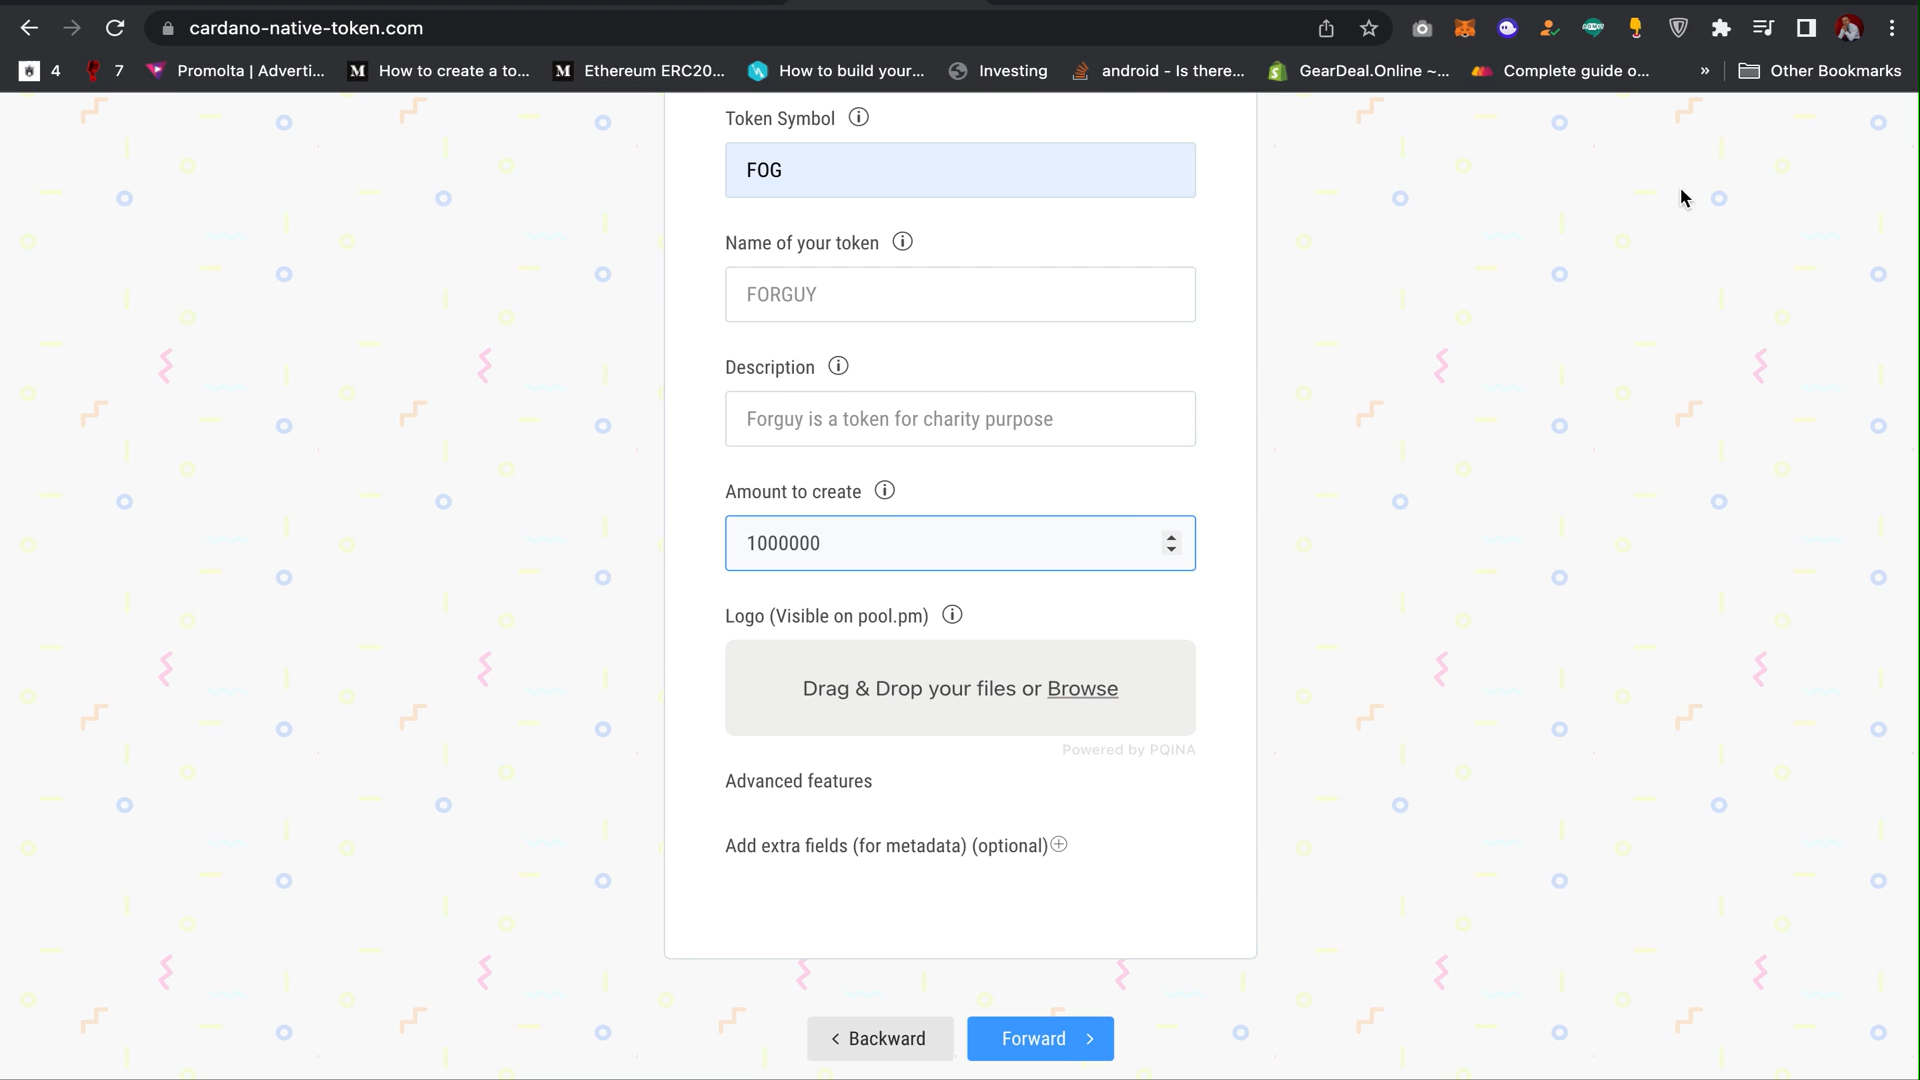 cardano-native-token.com
4
7
Promolta | Adverti...
How to create a to...
Ethereum ERC20...
How to build your...
Investing
android - Is there...
GearDeal.Online ~...
Complete guide o...
»
Other Bookmarks
Token Symbol
FOG
Name of your token
FORGUY
Description
Forguy is a token for charity purpose
Amount to create
1000000
Logo (Visible on pool.pm)
Drag & Drop your files or Browse
Powered by PQINA
Advanced features
Add extra fields (for metadata) (optional)
Backward
Forward